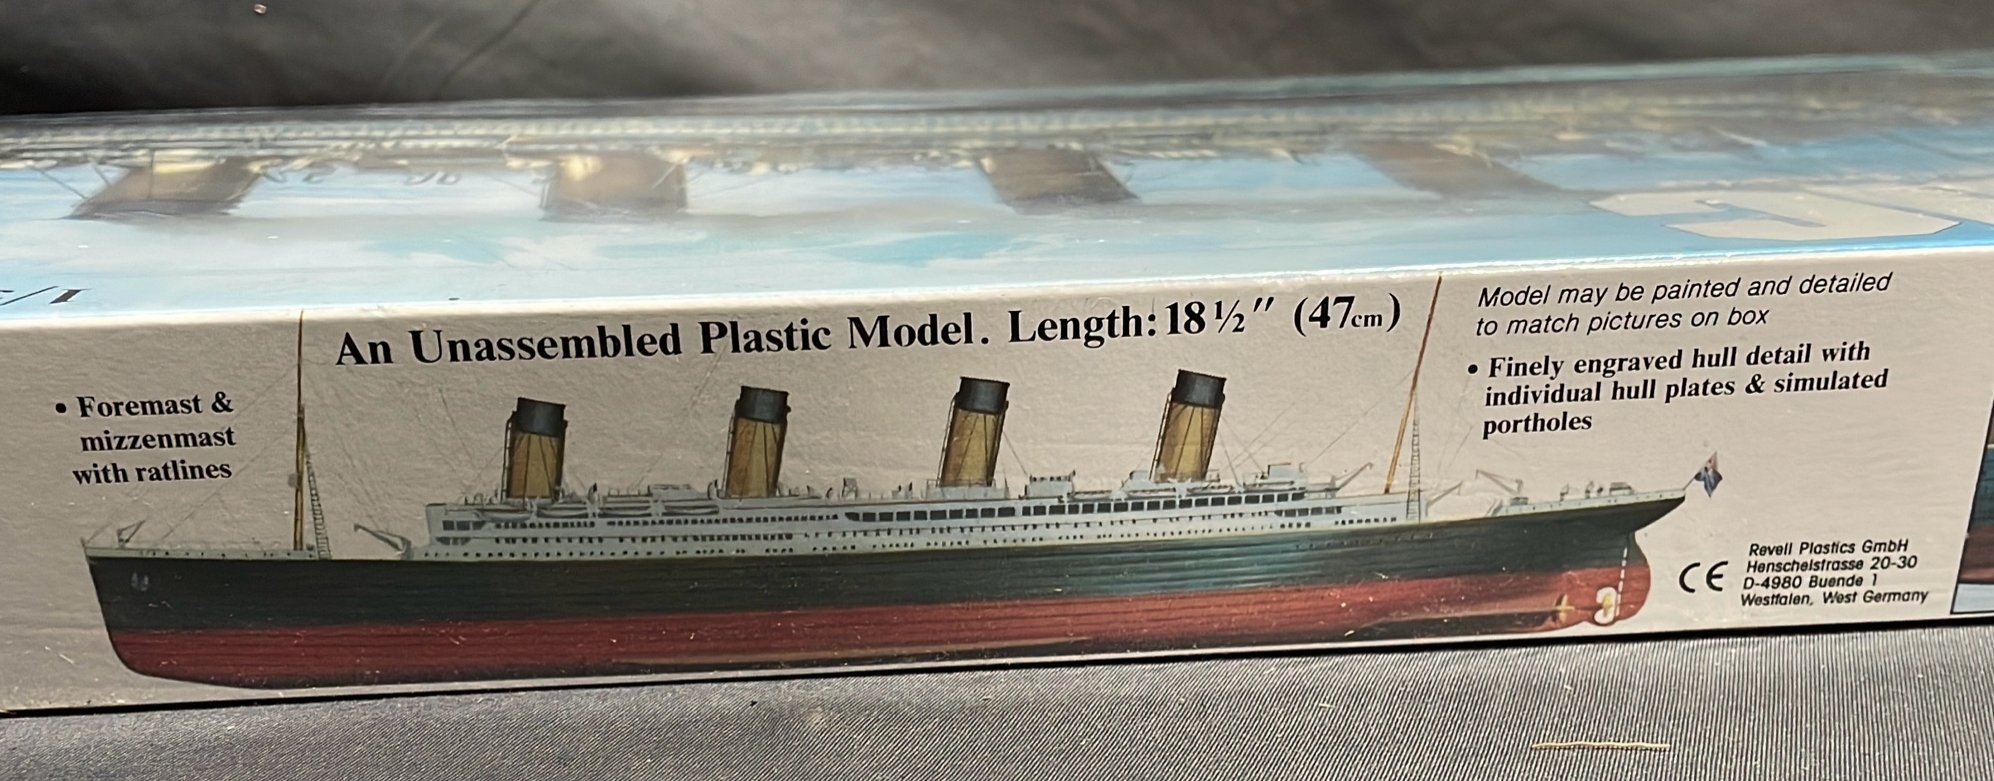 An Unassembled Plastic Model. Length: 18 ½" (47cm)
• Foremast &
mizzenmast
with ratlines
Model may be painted and detailed
to match pictures on box
• Finely engraved hull detail with
individual hull plates & simulated
portholes
CE
Revell Plastics GmbH
Henschelstrasse 20-30
D-4980 Buende 1
Westfalen, West Germany